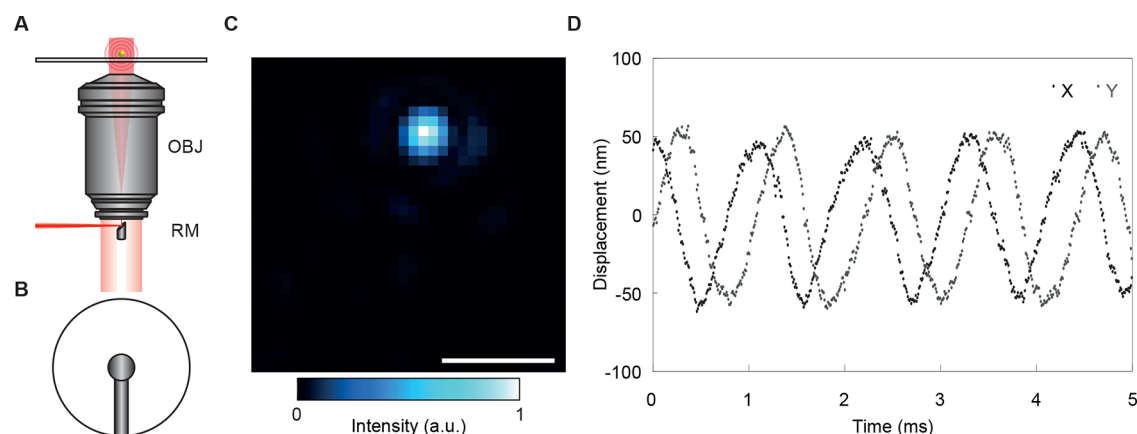 A
OBJ
RM
B
C
0
1
Intensity (a.u.)
D
X
Y
100
50
0
-50
-100
Displacement (nm)
0
1
2
3
4
5
Time (ms)